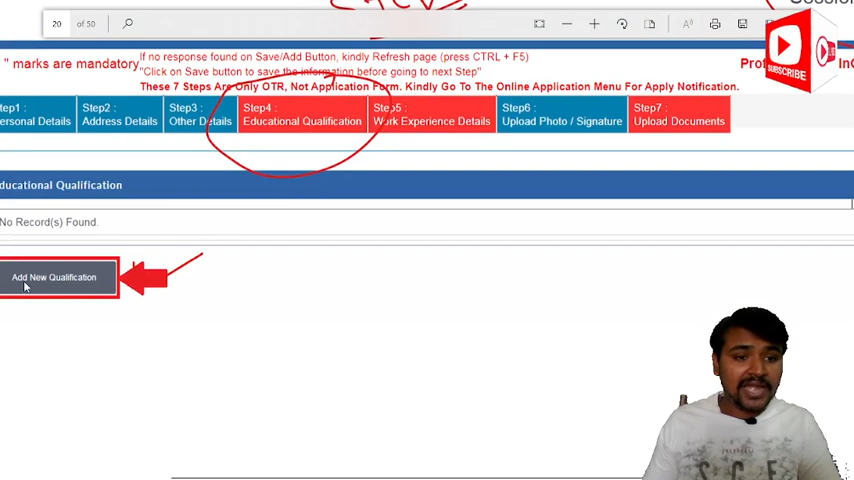 20 of 50
" marks are mandatory
If no response found on Save/Add Button, kindly Refresh page (press CTRL + F5)
"Click on Save button to save the information before going to next Step"
These 7 Steps are Only OTR, Not Application Form. Kindly Go To The Online Application Menu For Apply Notification.
SUBSCRIBE
tep1 :
ersonal Details
Step2 :
Address Details
Step3 :
Other Details
Step4 :
Educational Qualification
Step5 :
Work Experience Details
Step6 :
Upload Photo / Signature
Step7 :
Upload Documents
ducational Qualification
No Record(s) Found.
Add New Qualification